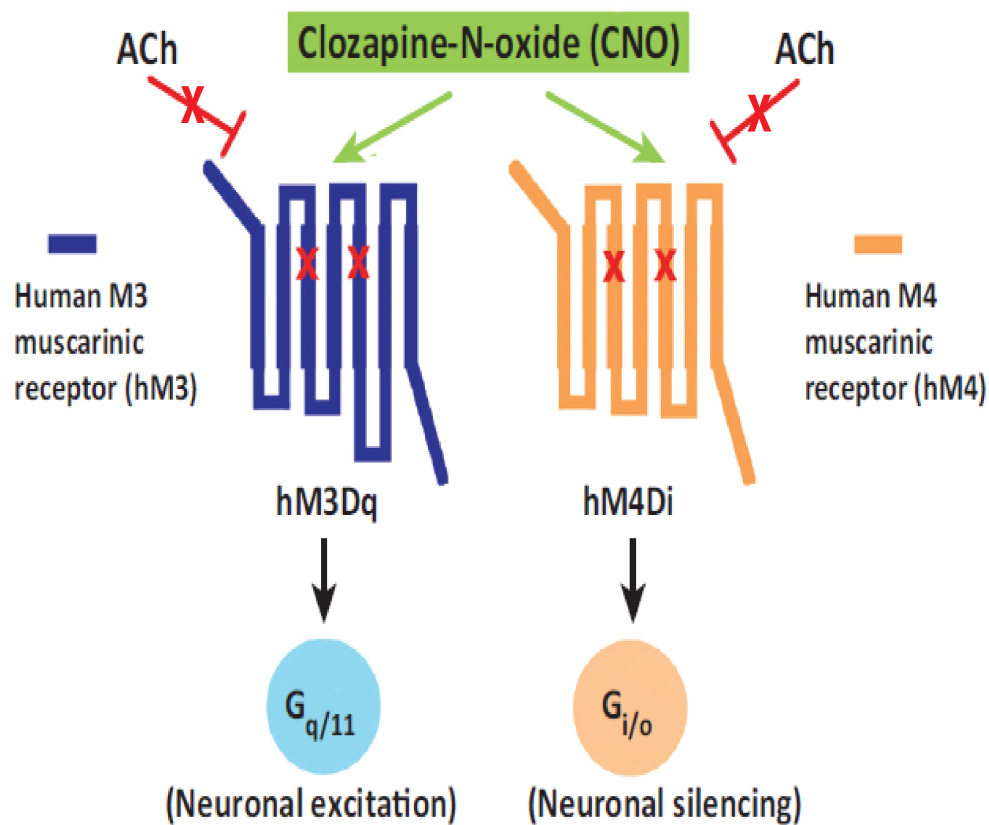 ACh
Clozapine-N-oxide (CNO)
ACh
X
X
X
X
X
X
Human M3
muscarinic
receptor (hM3)
Human M4
muscarinic
receptor (hM4)
hM3Dq
hM4Di
Gq/11
Gi/o
(Neuronal excitation)
(Neuronal silencing)